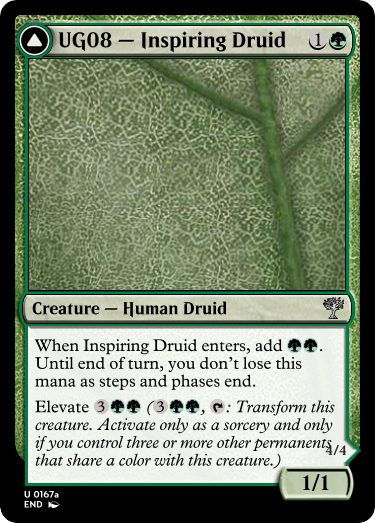 UG08 — Inspiring Druid 1
Creature — Human Druid
When Inspiring Druid enters, add .
Until end of turn, you don't lose this
mana as steps and phases end.
Elevate 3 (3, : Transform this
creature. Activate only as a sorcery and only
if you control three or more other permanents
that share a color with this creature.)
4/4
1/1
U 0167a
END